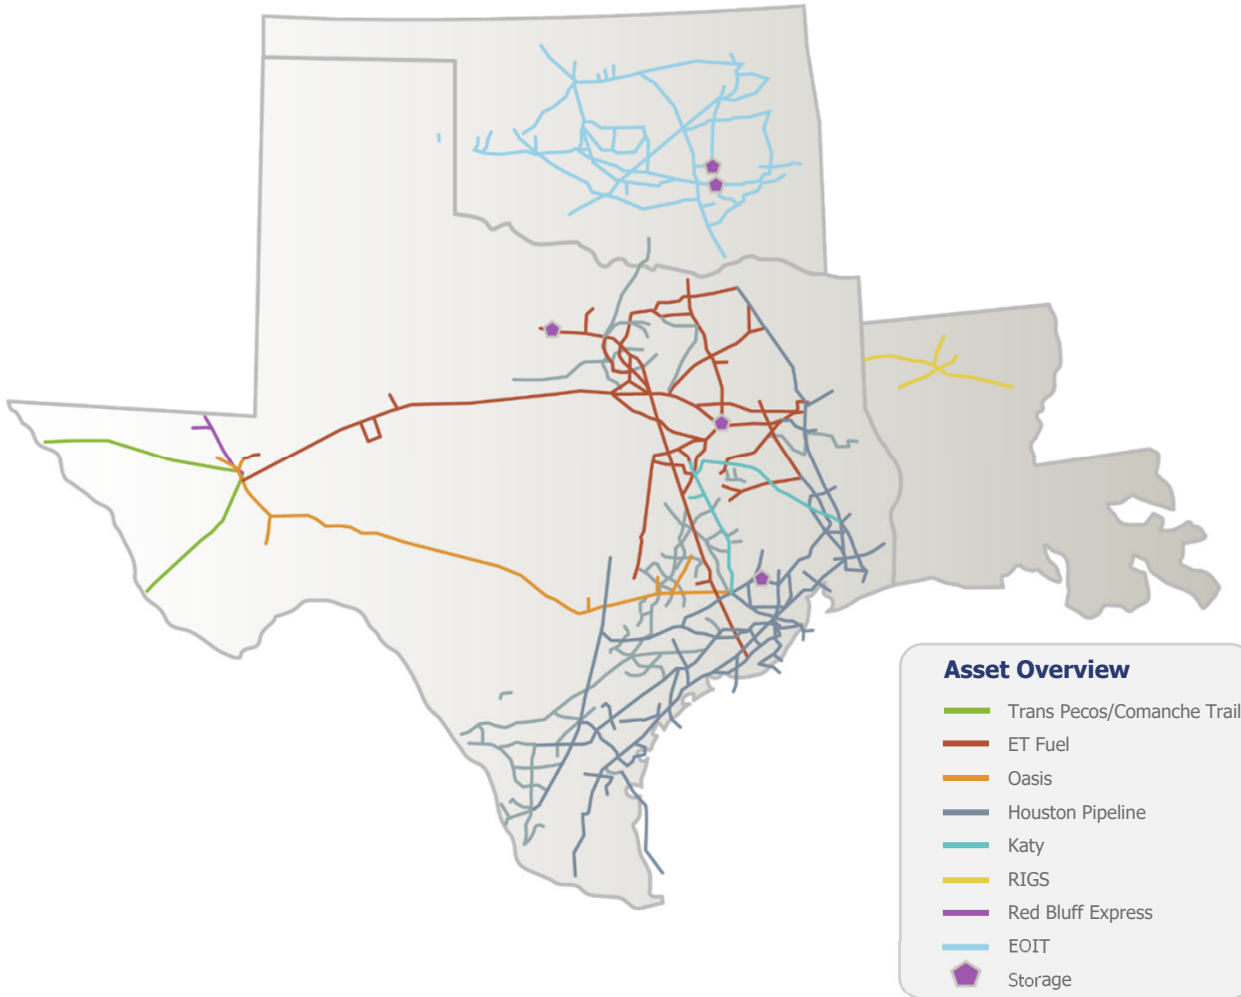 Asset Overview
Trans Pecos/Comanche Trail
ET Fuel
Oasis
Houston Pipeline
Katy
RIGS
Red Bluff Express
EOIT
Storage